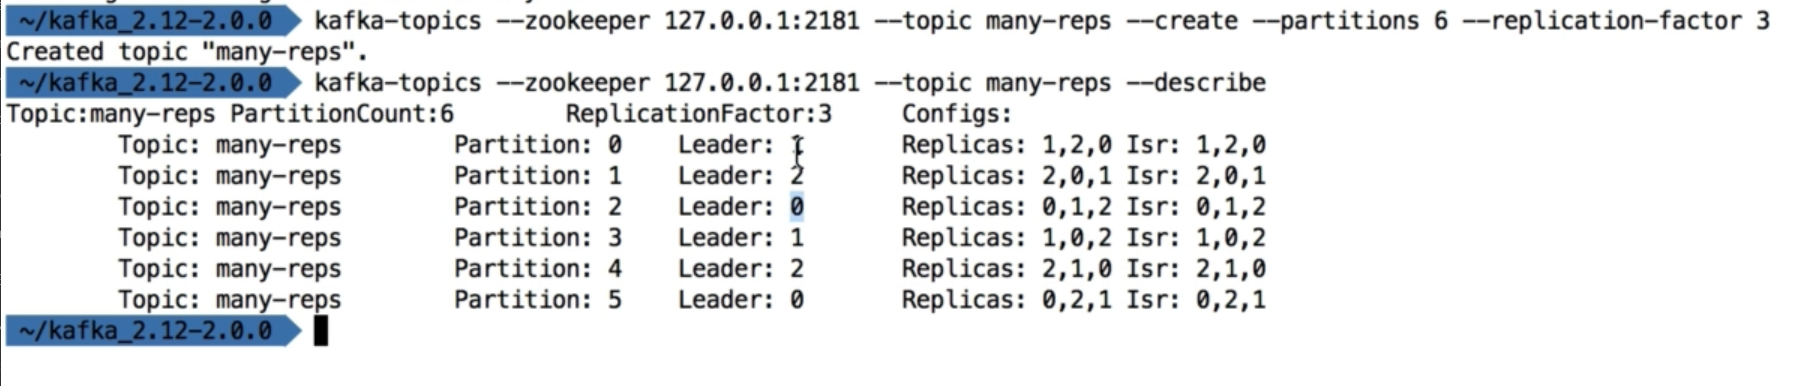 ~/kafka_2.12-2.0.0 kafka-topics --zookeeper 127.0.0.1:2181 --topic many-reps --create --partitions 6 --replication-factor 3
Created topic "many-reps".
~/kafka_2.12-2.0.0 kafka-topics --zookeeper 127.0.0.1:2181 --topic many-reps --describe
Topic:many-reps PartitionCount:6 ReplicationFactor:3 Configs:
Topic: many-reps Partition: 0 Leader: Replicas: 1,2,0 Isr: 1,2,0
Topic: many-reps Partition: 1 Leader: 2 Replicas: 2,0,1 Isr: 2,0,1
Topic: many-reps Partition: 2 Leader: 0 Replicas: 0,1,2 Isr: 0,1,2
Topic: many-reps Partition: 3 Leader: 1 Replicas: 1,0,2 Isr: 1,0,2
Topic: many-reps Partition: 4 Leader: 2 Replicas: 2,1,0 Isr: 2,1,0
Topic: many-reps Partition: 5 Leader: 0 Replicas: 0,2,1 Isr: 0,2,1
~/kafka_2.12-2.0.0